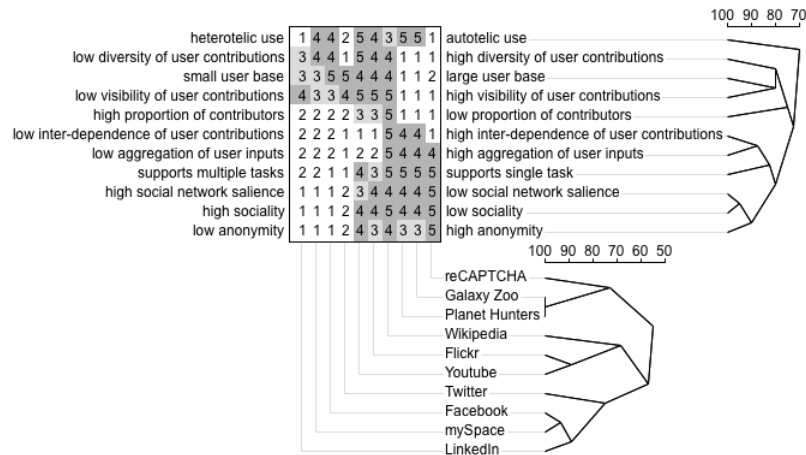 100 90 80 70
heterotelic use 1 4 4 2 5 4 3 5 5 1 autotelic use
low diversity of user contributions 3 4 4 1 5 4 4 1 1 1 high diversity of user contributions
small user base 3 3 5 5 4 4 4 1 1 2 large user base
low visibility of user contributions 4 3 3 4 5 5 5 1 1 1 high visibility of user contributions
high proportion of contributors 2 2 2 2 3 3 5 1 1 1 low proportion of contributors
low inter-dependence of user contributions 2 2 2 1 1 1 5 4 4 1 high inter-dependence of user contributions
low aggregation of user inputs 2 2 2 1 2 2 5 4 4 4 high aggregation of user inputs
supports multiple tasks 2 2 1 1 4 3 5 5 5 5 supports single task
high social network salience 1 1 1 2 3 4 4 4 4 5 low social network salience
high sociality 1 1 1 2 4 4 5 4 4 5 low sociality
low anonymity 1 1 1 2 4 3 4 3 3 5 high anonymity
100 90 80 70 60 50
reCAPTCHA
Galaxy Zoo
Planet Hunters
Wikipedia
Flickr
Youtube
Twitter
Facebook
mySpace
LinkedIn